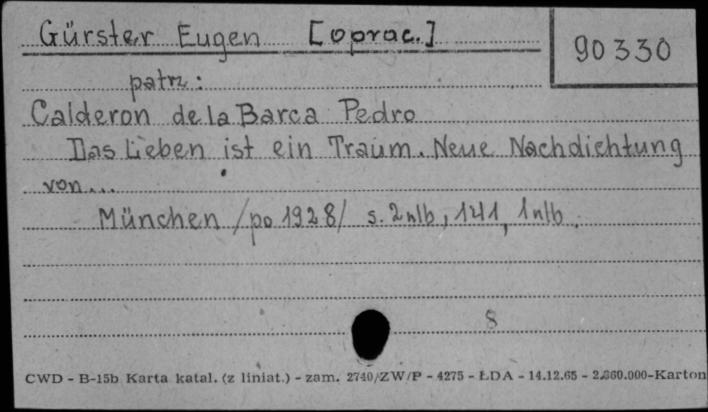 Gürster Eugen [oprac.]
90330
patrz:
Calderon de la Barca Pedro
Das Lieben ist ein Traum. Neue Nachdichtung
von...
München /po 1928/ s. 2 nlb, 141, 1 nlb.
8
CWD - B-15b Karta katal. (z liniat.) - zam. 2740/ZW/P - 4275 - ŁDA - 14.12.65 - 2.860.000-Karton